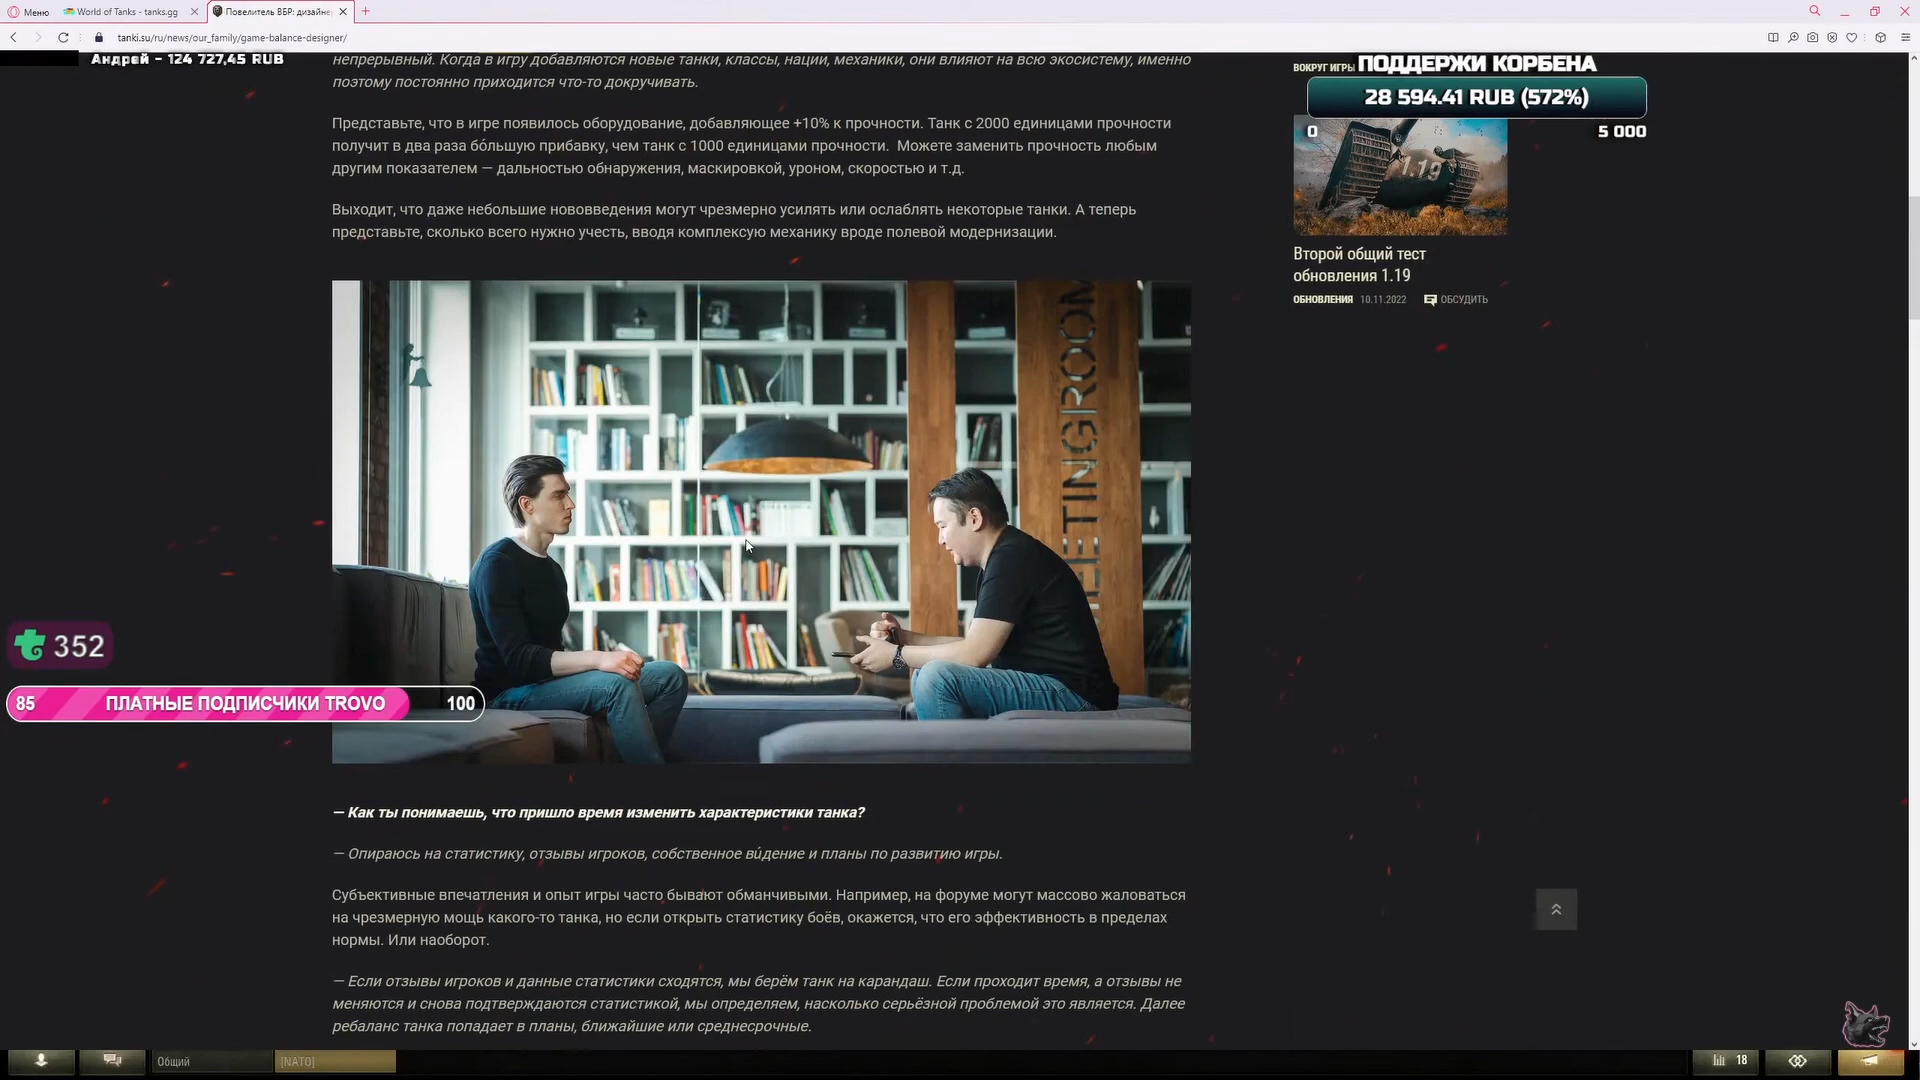 Меню
World of Tanks - tanks.gg
Повелитель ВБР: дизайне
tanki.su/ru/news/our_family/game-balance-designer/
Андрей - 124 727,45 RUB
непрерывный. Когда в игру добавляются новые танки, классы, нации, механики, они влияют на всю экосистему, именно
поэтому постоянно приходится что-то докручивать.
Представьте, что в игре появилось оборудование, добавляющее +10% к прочности. Танк с 2000 единицами прочности
получит в два раза бóльшую прибавку, чем танк с 1000 единицами прочности. Можете заменить прочность любым
другим показателем — дальностью обнаружения, маскировкой, уроном, скоростью и т.д.
Выходит, что даже небольшие нововведения могут чрезмерно усилять или ослаблять некоторые танки. А теперь
представьте, сколько всего нужно учесть, вводя комплексую механику вроде полевой модернизации.
ВОКРУГ ИГРЫ
ПОДДЕРЖИ КОРБЕНА
28 594.41 RUB (572%)
0
5 000
1.19
Второй общий тест
обновления 1.19
ОБНОВЛЕНИЯ 10.11.2022 ОБСУДИТЬ
MEETINGROOM
352
85 ПЛАТНЫЕ ПОДПИСЧИКИ TROVO 100
— Как ты понимаешь, что пришло время изменить характеристики танка?
— Опираюсь на статистику, отзывы игроков, собственное ви́дение и планы по развитию игры.
Субъективные впечатления и опыт игры часто бывают обманчивыми. Например, на форуме могут массово жаловаться
на чрезмерную мощь какого-то танка, но если открыть статистику боёв, окажется, что его эффективность в пределах
нормы. Или наоборот.
— Если отзывы игроков и данные статистики сходятся, мы берём танк на карандаш. Если проходит время, а отзывы не
меняются и снова подтверждаются статистикой, мы определяем, насколько серьёзной проблемой это является. Далее
ребаланс танка попадает в планы, ближайшие или среднесрочные.
Общий
[NATO]
18